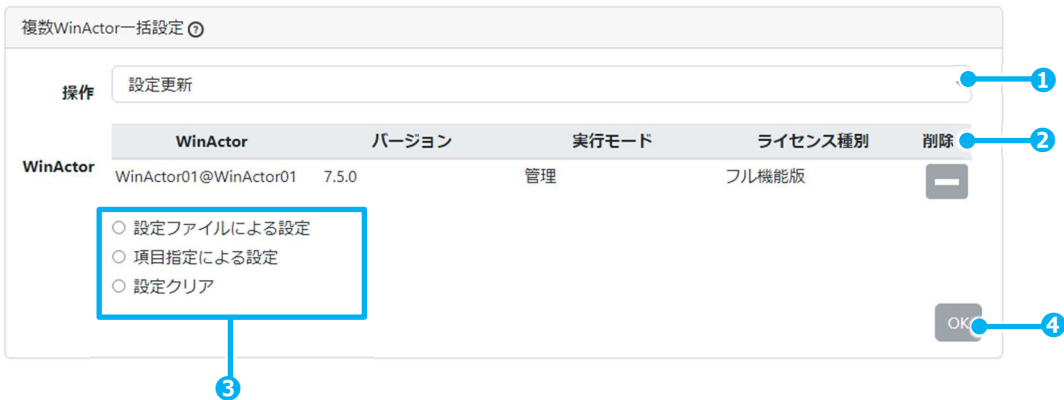 複数WinActor一括設定 ?
操作 設定更新 1
WinActor バージョン 実行モード ライセンス種別 削除 2
WinActor WinActor01@WinActor01 7.5.0 管理 フル機能版
設定ファイルによる設定
項目指定による設定
設定クリア
OK 4
3